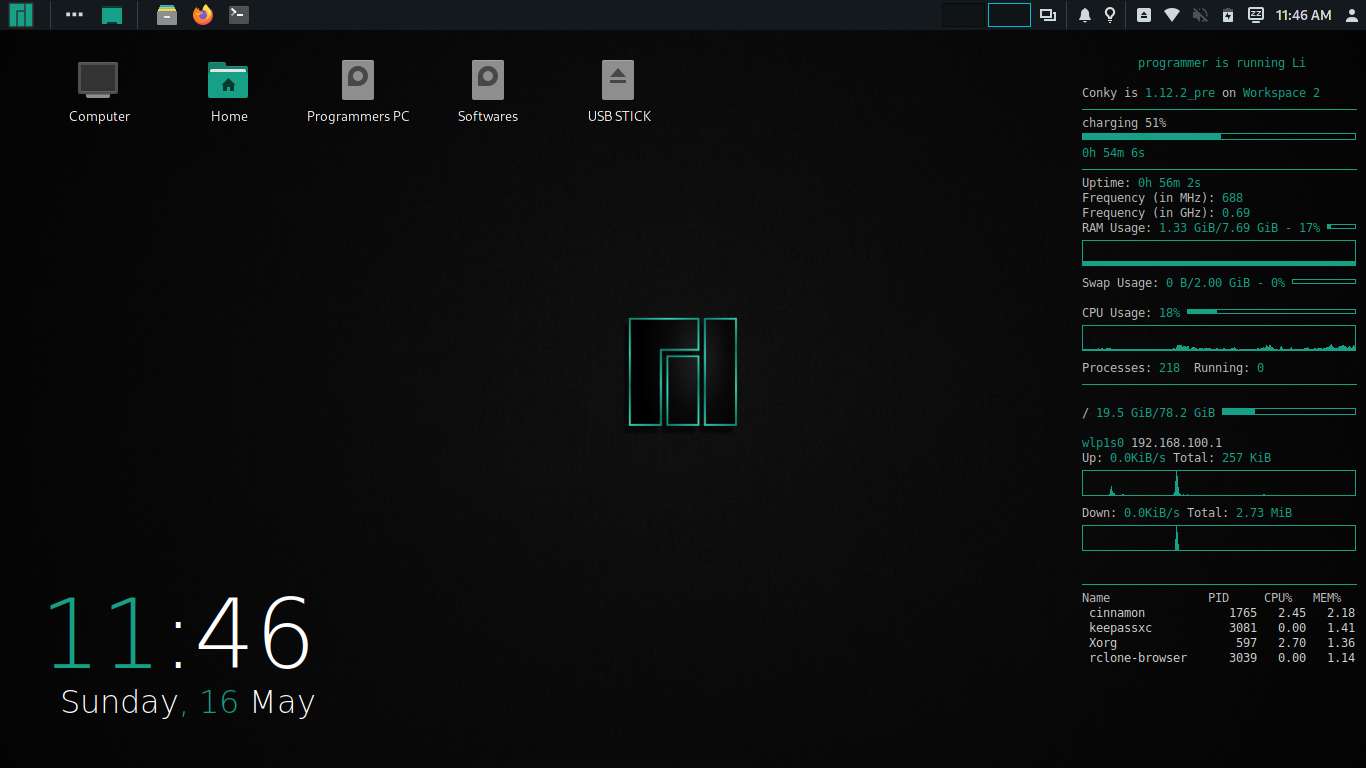 11:46 AM
Computer
Home
Programmers PC
Softwares
USB STICK
programmer is running Li
Conky is 1.12.2_pre on Workspace 2
charging 51%
0h 54m 6s
Uptime: 0h 56m 2s
Frequency (in MHz): 688
Frequency (in GHz): 0.69
RAM Usage: 1.33 GiB/7.69 GiB - 17%
Swap Usage: 0 B/2.00 GiB - 0%
CPU Usage: 18%
Processes: 218 Running: 0
/ 19.5 GiB/78.2 GiB
wlp1s0 192.168.100.1
Up: 0.0KiB/s Total: 257 KiB
Down: 0.0KiB/s Total: 2.73 MiB
Name PID CPU% MEM%
cinnamon 1765 2.45 2.18
keepassxc 3081 0.00 1.41
Xorg 597 2.70 1.36
rclone-browser 3039 0.00 1.14
11:46
Sunday, 16 May